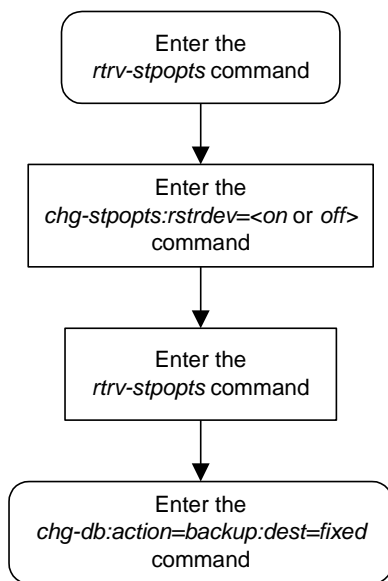 Enter the
rtrv-stpopts command
Enter the
chg-stpopts:rstrdev=<on or off>
command
Enter the
rtrv-stpopts command
Enter the
chg-db:action=backup:dest=fixed
command